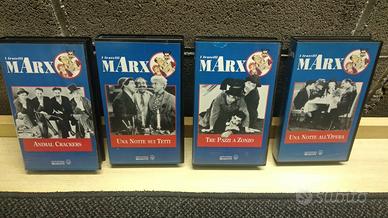 I fratelli
MARX
ANIMAL CRACKERS
I fratelli
MARX
UNA NOTTE SUI TETTI
I fratelli
MARX
TRE PAZZI A ZONZO
I fratelli
MARX
UNA NOTTE ALL'OPERA
subito